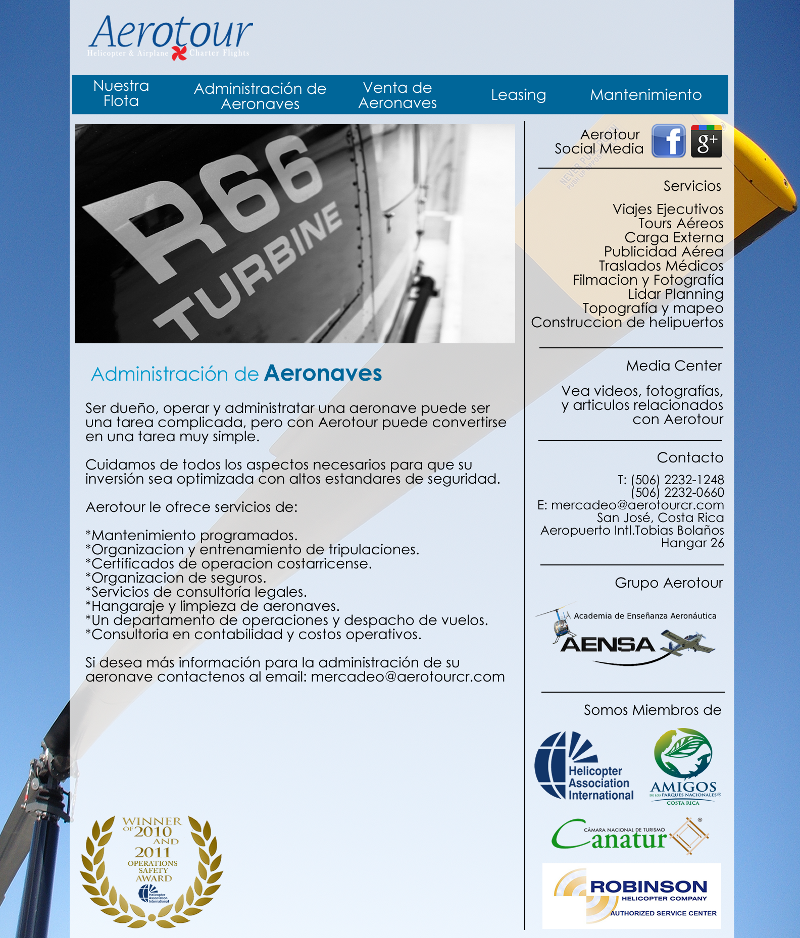 Aerotour
Helicopter & Airplane Charter Flights
Nuestra
Flota
Administración de
Aeronaves
Venta de
Aeronaves
Leasing
Mantenimiento
R66
TURBINE
Administración de Aeronaves
Ser dueño, operar y administratar una aeronave puede ser
una tarea complicada, pero con Aerotour puede convertirse
en una tarea muy simple.
Cuidamos de todos los aspectos necesarios para que su
inversión sea optimizada con altos estandares de seguridad.
Aerotour le ofrece servicios de:
*Mantenimiento programados.
*Organizacion y entrenamiento de tripulaciones.
*Certificados de operacion costarricense.
*Organizacion de seguros.
*Servicios de consultoría legales.
*Hangaraje y limpieza de aeronaves.
*Un departamento de operaciones y despacho de vuelos.
*Consultoria en contabilidad y costos operativos.
Si desea más información para la administración de su
aeronave contactenos al email: mercadeo@aerotourcr.com
WINNER
OF 2010
AND
2011
OPERATIONS
SAFETY
AWARD
Helicopter
Association
International
Aerotour
Social Media
f
g+
Servicios
Viajes Ejecutivos
Tours Aéreos
Carga Externa
Publicidad Aérea
Traslados Médicos
Filmacion y Fotografía
Lidar Planning
Topografía y mapeo
Construccion de helipuertos
Media Center
Vea videos, fotografías,
y articulos relacionados
con Aerotour
Contacto
T: (506) 2232-1248
(506) 2232-0660
E: mercadeo@aerotourcr.com
San José, Costa Rica
Aeropuerto Intl.Tobias Bolaños
Hangar 26
Grupo Aerotour
Academia de Enseñanza Aeronáutica
AENSA
Somos Miembros de
Helicopter
Association
International
AMIGOS
DE LOS PARQUES NACIONALES
COSTA RICA
CÁMARA NACIONAL DE TURISMO
Canatur
®
ROBINSON
HELICOPTER COMPANY
AUTHORIZED SERVICE CENTER